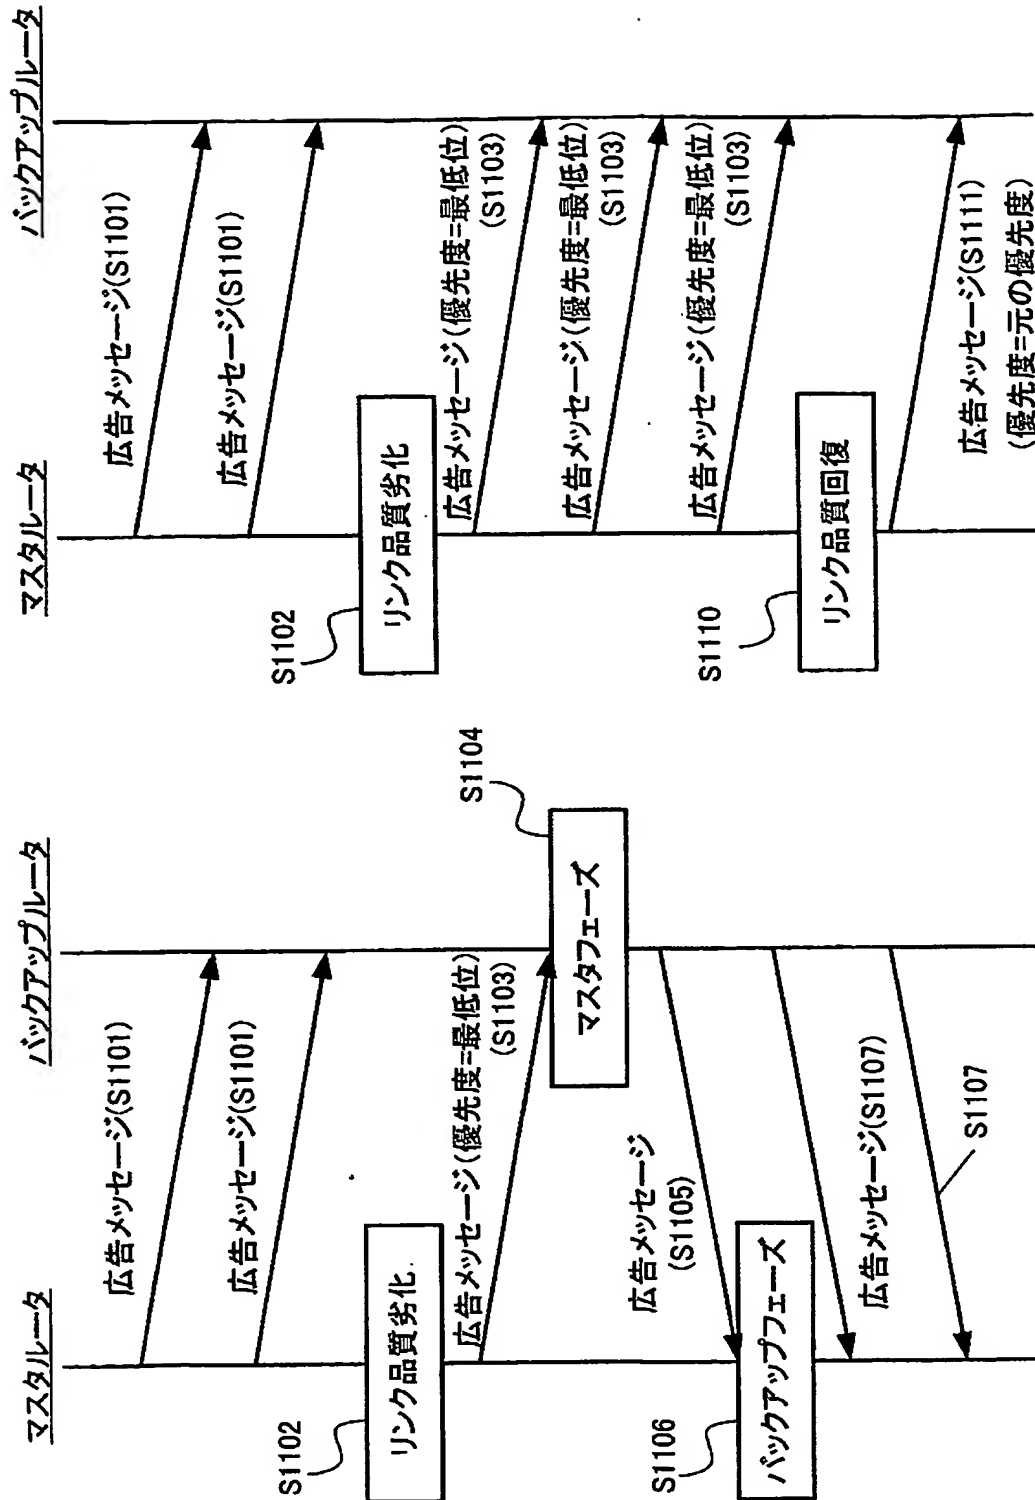 マスタルータ
バックアップルータ
広告メッセージ(S1101)
広告メッセージ(S1101)
S1102
リンク品質劣化
広告メッセージ(優先度=最低位)
(S1103)
S1104
マスタフェーズ
広告メッセージ
(S1105)
S1106
バックアップフェーズ
広告メッセージ(S1107)
S1107
マスタルータ
バックアップルータ
広告メッセージ(S1101)
広告メッセージ(S1101)
S1102
リンク品質劣化
広告メッセージ(優先度=最低位)
(S1103)
広告メッセージ(優先度=最低位)
(S1103)
広告メッセージ(優先度=最低位)
(S1103)
S1110
リンク品質回復
広告メッセージ(S1111)
(優先度=元の優先度)